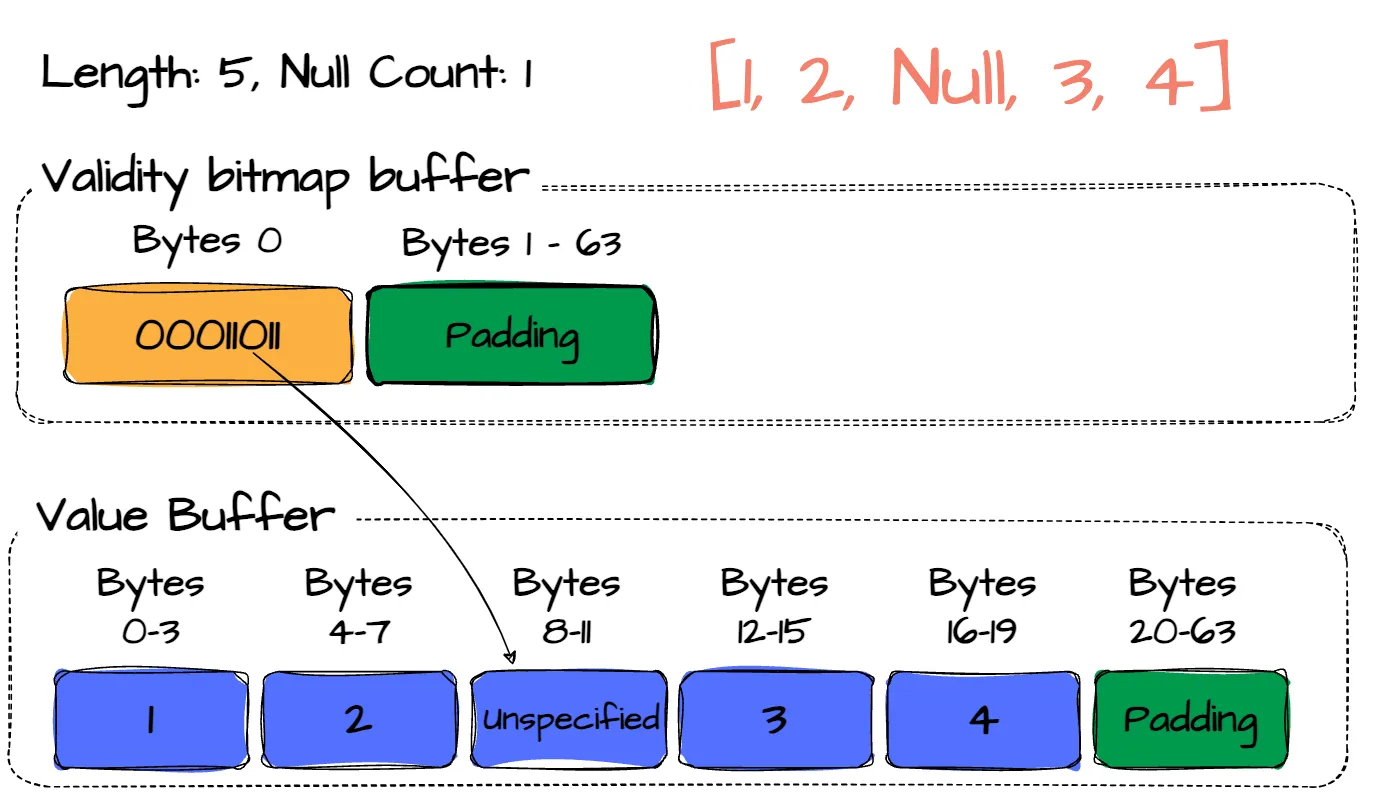 Length: 5, Null Count: 1
[1, 2, Null, 3, 4]
Validity bitmap buffer
Bytes 0
Bytes 1 - 63
00011011
Padding
Value Buffer
Bytes
0-3
Bytes
4-7
Bytes
8-11
Bytes
12-15
Bytes
16-19
Bytes
20-63
1
2
Unspecified
3
4
Padding